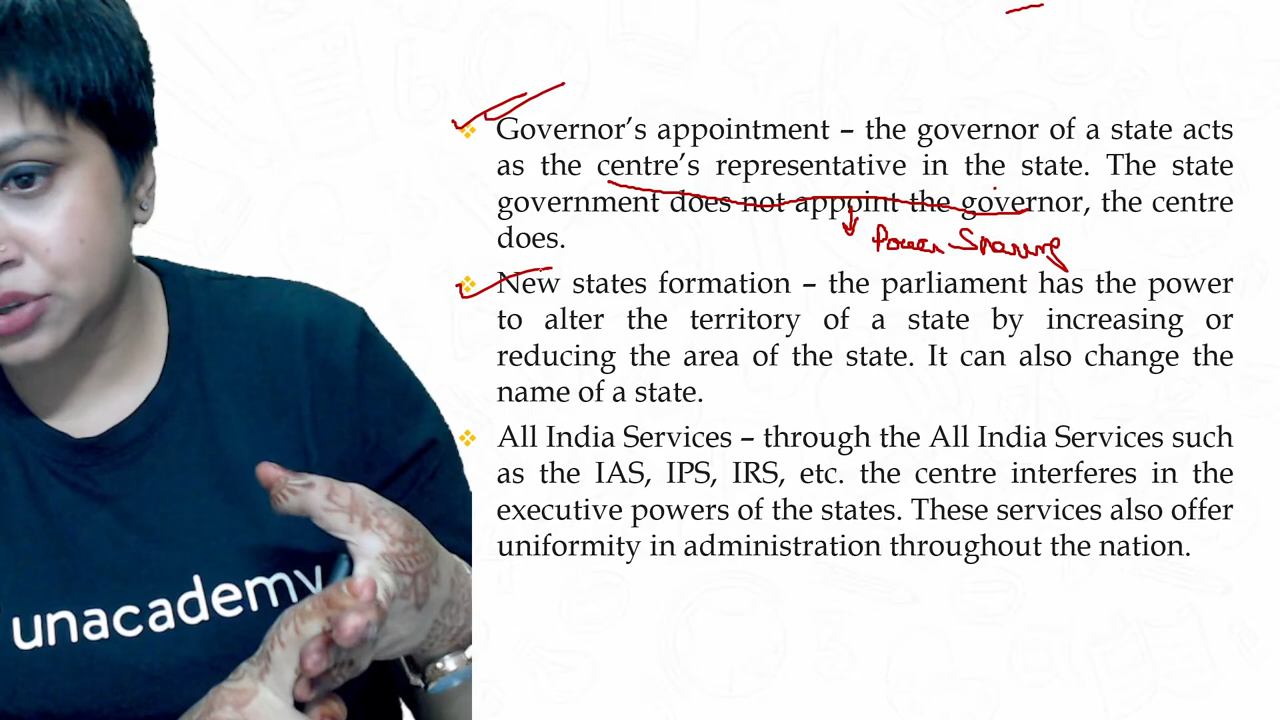 Governor's appointment – the governor of a state acts
as the centre's representative in the state. The state
government does not appoint the governor, the centre
does.
Power Sharing
New states formation – the parliament has the power
to alter the territory of a state by increasing or
reducing the area of the state. It can also change the
name of a state.
All India Services – through the All India Services such
as the IAS, IPS, IRS, etc. the centre interferes in the
executive powers of the states. These services also offer
uniformity in administration throughout the nation.
unacademy